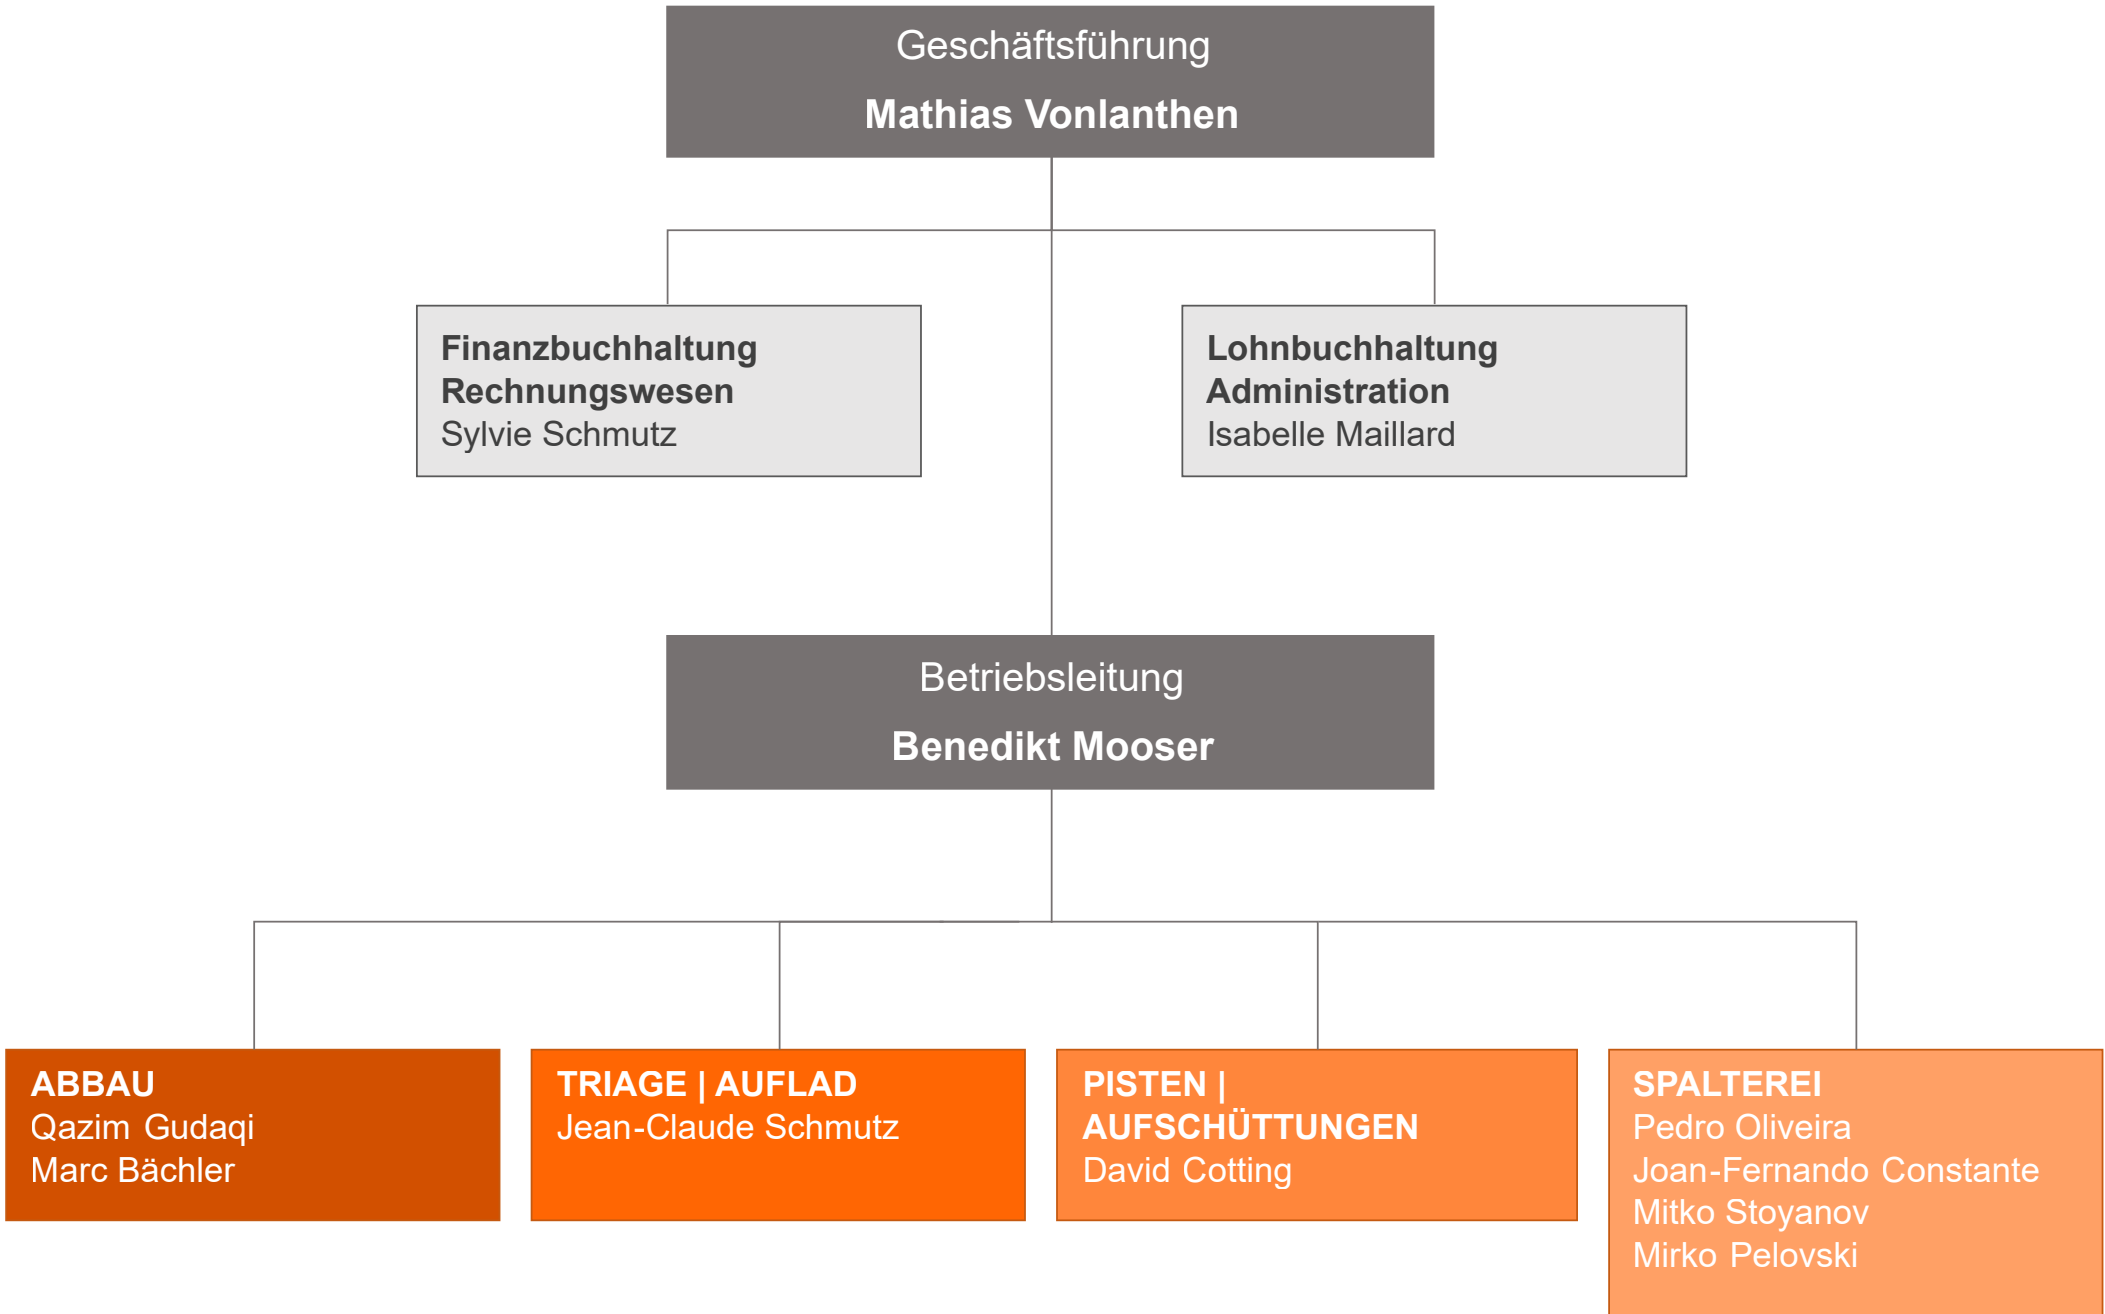 Geschäftsführung
Mathias Vonlanthen
Finanzbuchhaltung
Rechnungswesen
Sylvie Schmutz
Lohnbuchhaltung
Administration
Isabelle Maillard
Betriebsleitung
Benedikt Mooser
ABBAU
Qazim Gudaqi
Marc Bächler
TRIAGE | AUFLAD
Jean-Claude Schmutz
PISTEN |
AUFSCHÜTTUNGEN
David Cotting
SPALTEREI
Pedro Oliveira
Joan-Fernando Constante
Mitko Stoyanov
Mirko Pelovski